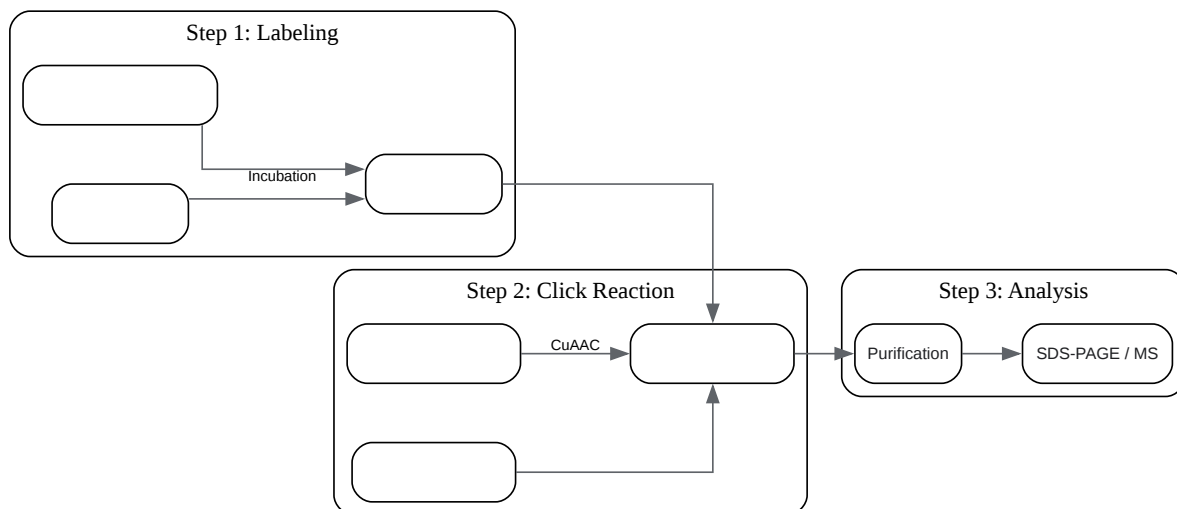 Step 1: Labeling
Incubation
Step 2: Click Reaction
CuAAC
Step 3: Analysis
Purification
SDS-PAGE / MS